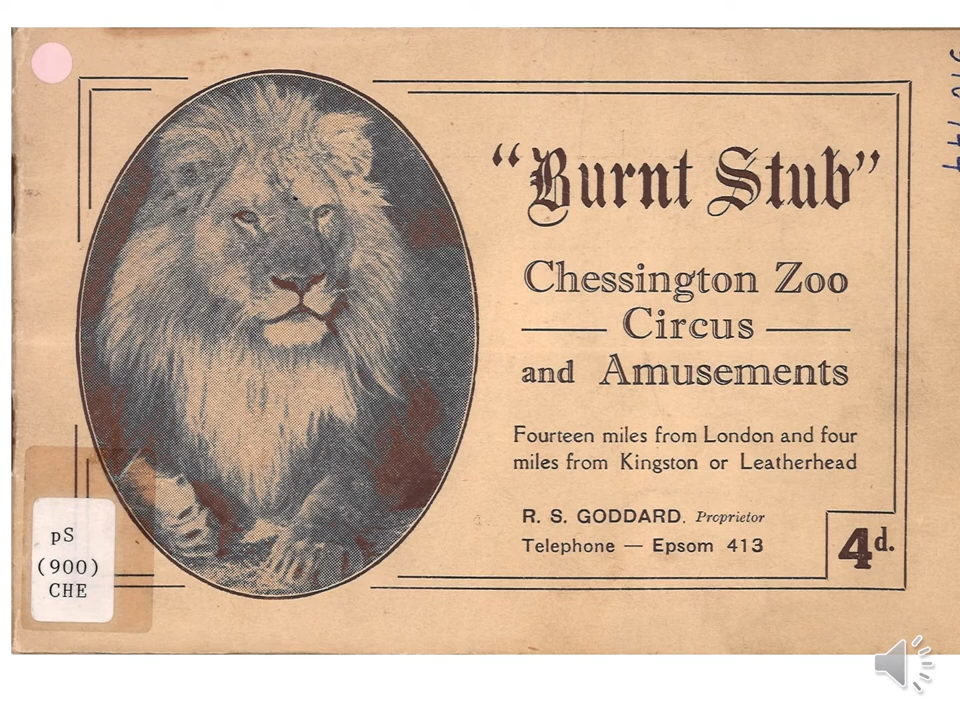 "Burnt Stub"
Chessington Zoo
Circus
and Amusements
Fourteen miles from London and four
miles from Kingston or Leatherhead
R. S. GODDARD, Proprietor
Telephone — Epsom 413
4d.
pS
(900)
CHE